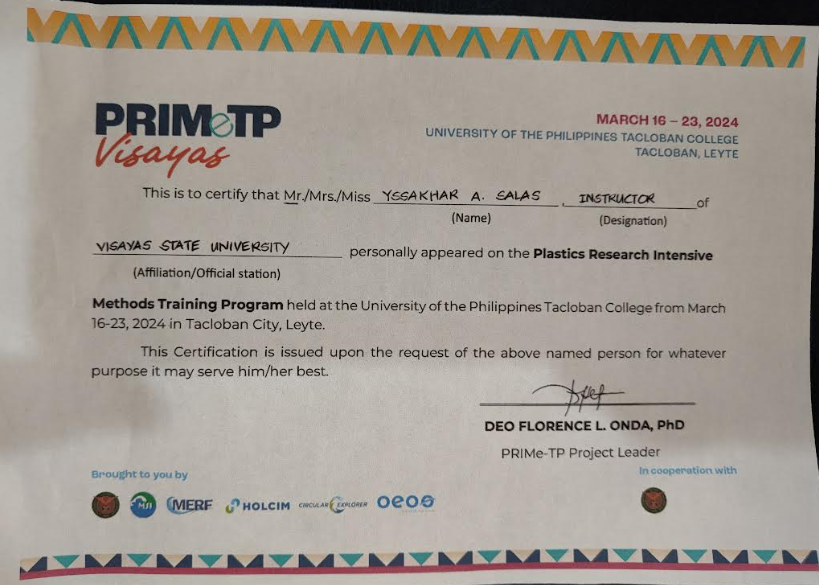 PRIMeTP
Visayas
MARCH 16 – 23, 2024
UNIVERSITY OF THE PHILIPPINES TACLOBAN COLLEGE
TACLOBAN, LEYTE
This is to certify that Mr./Mrs./Miss YSSAKHAR A. SALAS, INSTRUCTOR of
(Name) (Designation)
VISAYAS STATE UNIVERSITY personally appeared on the Plastics Research Intensive
(Affiliation/Official station)
Methods Training Program held at the University of the Philippines Tacloban College from March
16-23, 2024 in Tacloban City, Leyte.
This Certification is issued upon the request of the above named person for whatever
purpose it may serve him/her best.
DEO FLORENCE L. ONDA, PhD
PRIMe-TP Project Leader
Brought to you by
In cooperation with
MSI MERF HOLCIM CIRCULAR EXPLORER OEOO